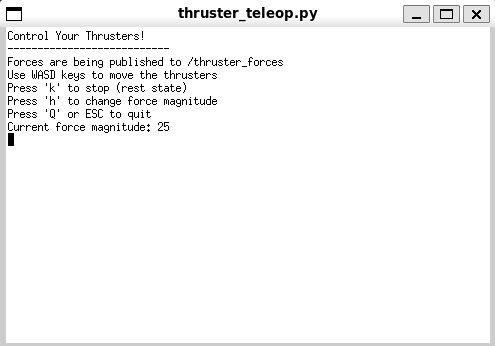 thruster_teleop.py
Control Your Thrusters!
---------------------------
Forces are being published to /thruster_forces
Use WASD keys to move the thrusters
Press 'k' to stop (rest state)
Press 'h' to change force magnitude
Press 'Q' or ESC to quit
Current force magnitude: 25